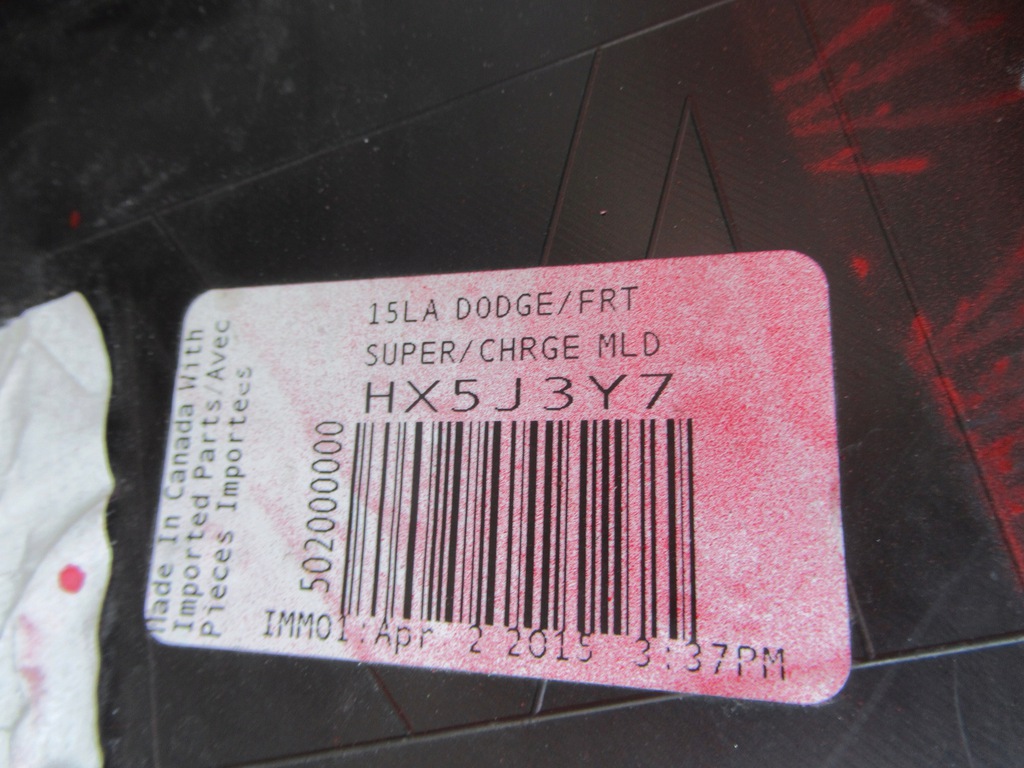 15LA DODGE/FRT
SUPER/CHRGE MLD
HX5J3Y7
502000000
Made In Canada With
Imported Parts/Avec
Pieces Importees
IMM01 Apr 2 2015 3:37PM